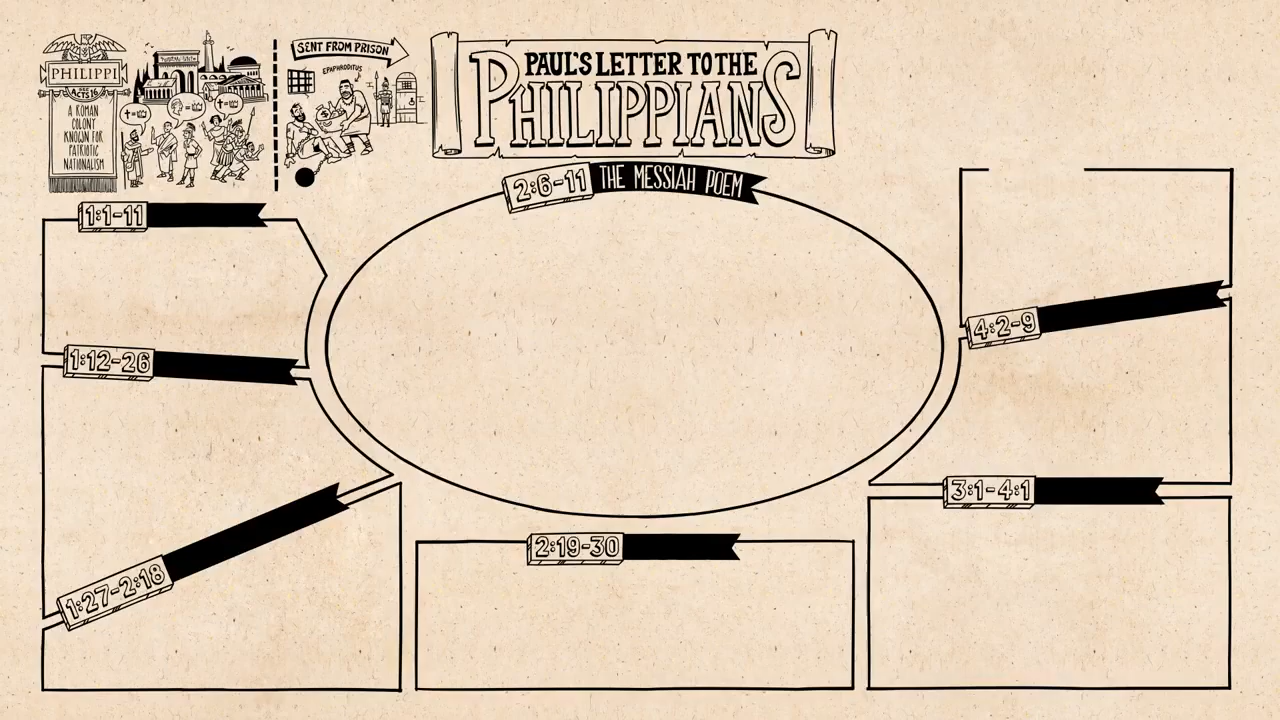 PHILIPPI
ACTS 16
A ROMAN
COLONY
KNOWN FOR
PATRIOTIC
NATIONALISM
SENT FROM PRISON
EPAPHRODITUS
PAUL'S LETTER TO THE
PHILIPPIANS
2:6-11 THE MESSIAH POEM
1:1-11
1:12-26
1:27-2:18
2:19-30
4:2-9
3:1-4:1